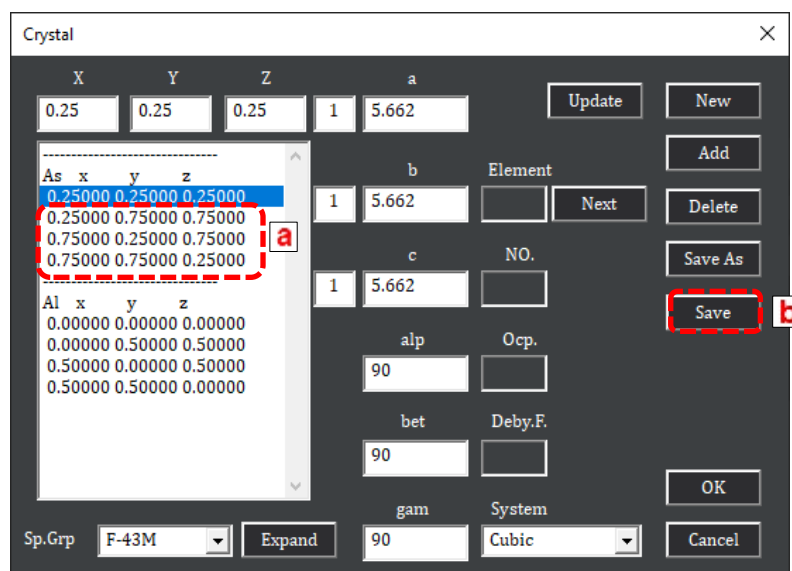 Crystal
X Y Z a
0.25 0.25 0.25 1 5.662 Update New
Add
As x y z
0.25000 0.25000 0.25000
0.25000 0.75000 0.75000
0.75000 0.25000 0.75000
0.75000 0.75000 0.25000
a
Al x y z
0.00000 0.00000 0.00000
0.00000 0.50000 0.50000
0.50000 0.00000 0.50000
0.50000 0.50000 0.00000
b Element
1 5.662 Next Delete
c NO. Save As
1 5.662 Save b
alp Ocp.
90
bet Deby.F.
90
OK
gam System
Sp.Grp F-43M Expand 90 Cubic Cancel